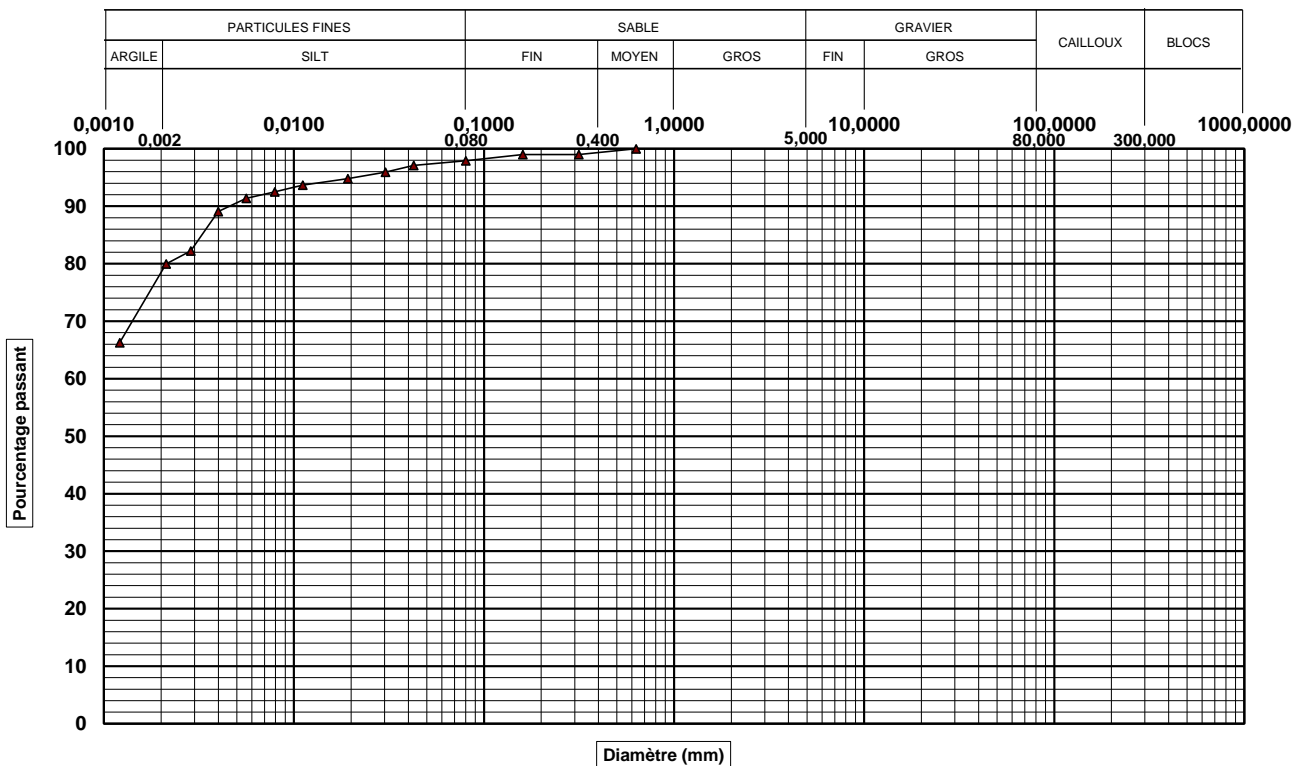 PARTICULES FINES SABLE GRAVIER CAILLOUX BLOCS
ARGILE SILT FIN MOYEN GROS FIN GROS
0,0010 0,0100 0,1000 1,0000 10,0000 100,0000 1000,0000
0.002 0.080 0.400 5,000 80,000 300,000
100
90
80
70
60
50
40
30
20
10
0
Pourcentage passant
Diamètre (mm)